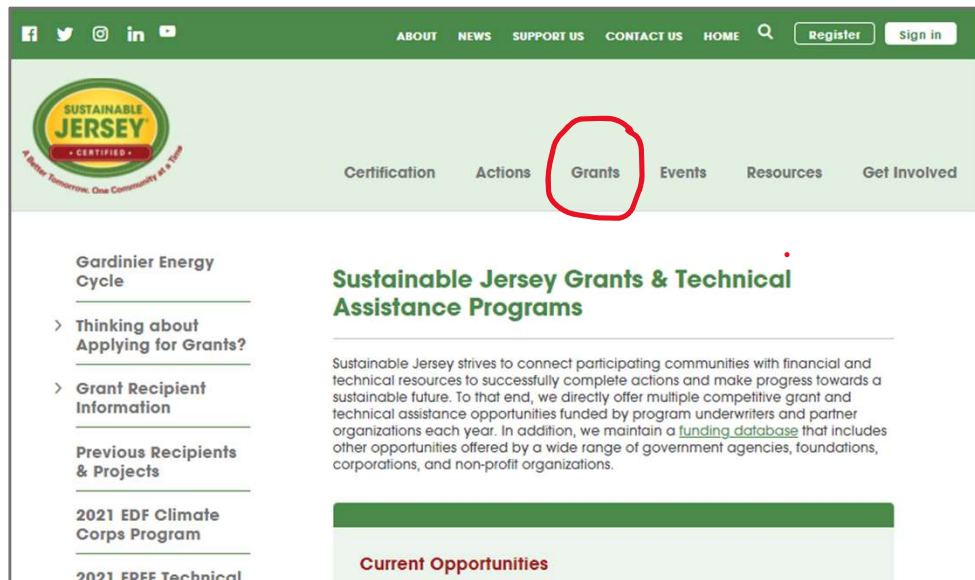 ABOUT NEWS SUPPORT US CONTACT US HOME Register Sign in
SUSTAINABLE
JERSEY
• CERTIFIED •
A Better Tomorrow, One Community at a Time
Certification Actions Grants Events Resources Get Involved
Gardinier Energy
Cycle
Thinking about
Applying for Grants?
Grant Recipient
Information
Previous Recipients
& Projects
2021 EDF Climate
Corps Program
2021 FREE Technical
Sustainable Jersey Grants & Technical
Assistance Programs
Sustainable Jersey strives to connect participating communities with financial and
technical resources to successfully complete actions and make progress towards a
sustainable future. To that end, we directly offer multiple competitive grant and
technical assistance opportunities funded by program underwriters and partner
organizations each year. In addition, we maintain a funding database that includes
other opportunities offered by a wide range of government agencies, foundations,
corporations, and non-profit organizations.
Current Opportunities